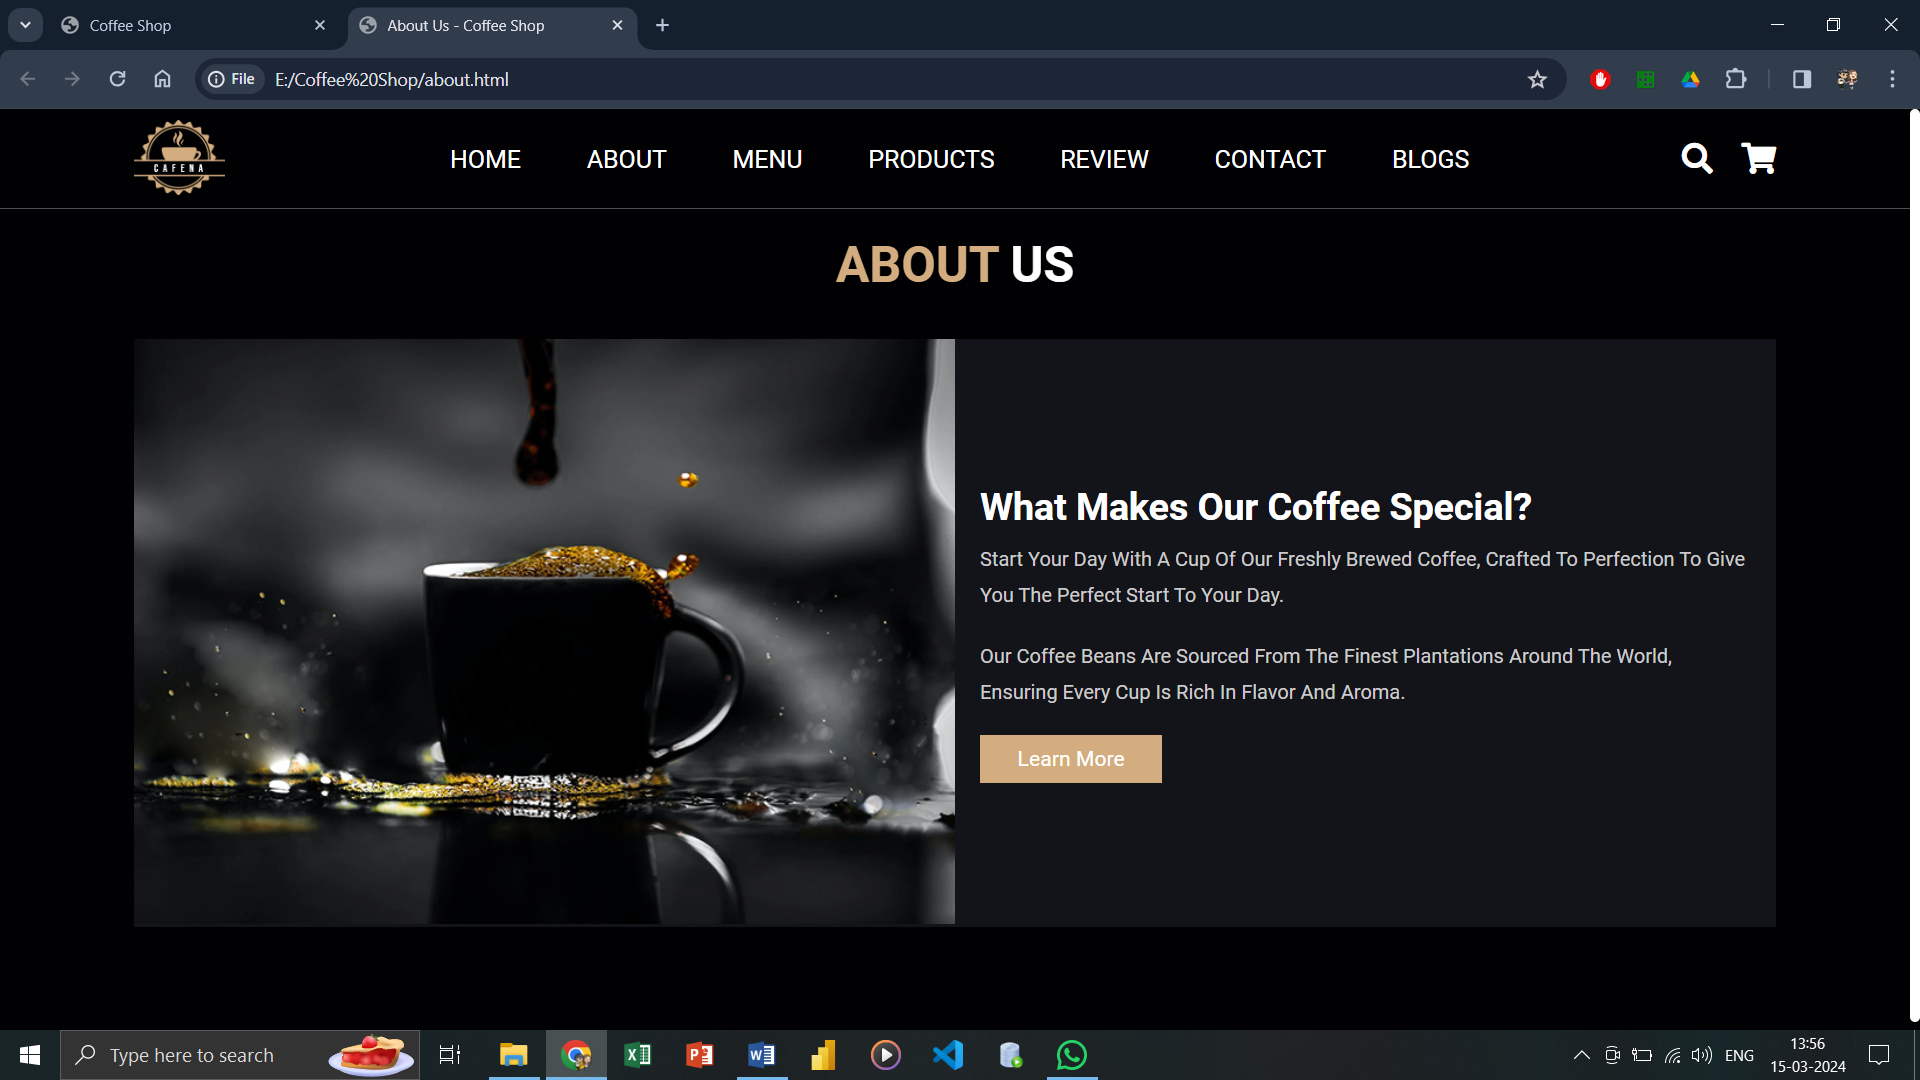 Coffee Shop
About Us - Coffee Shop
File
E:/Coffee%20Shop/about.html
CAFENA
HOME
ABOUT
MENU
PRODUCTS
REVIEW
CONTACT
BLOGS
ABOUT US
What Makes Our Coffee Special?
Start Your Day With A Cup Of Our Freshly Brewed Coffee, Crafted To Perfection To Give
You The Perfect Start To Your Day.
Our Coffee Beans Are Sourced From The Finest Plantations Around The World,
Ensuring Every Cup Is Rich In Flavor And Aroma.
Learn More
Type here to search
ENG
13:56
15-03-2024